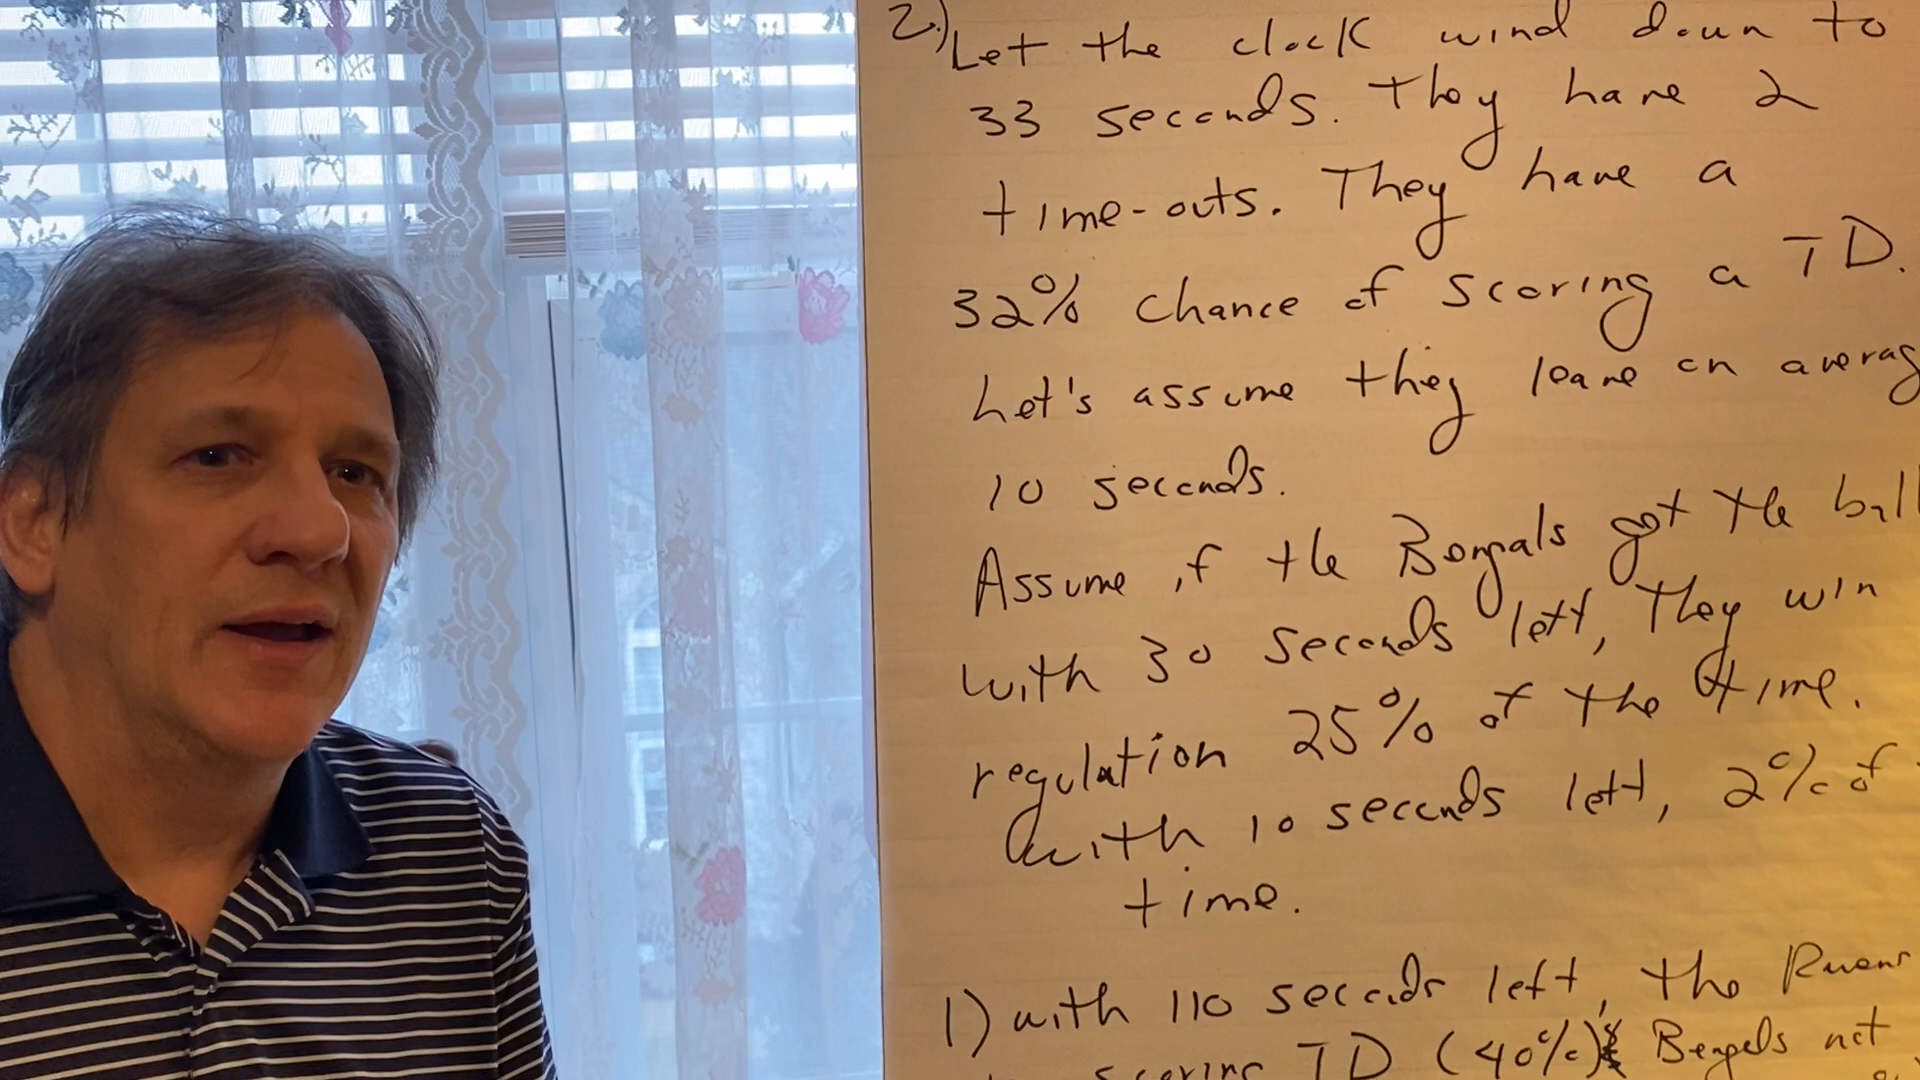 2.) Let the clock wind down to
33 seconds. They have 2
time-outs. They have a
32% chance of scoring a TD.
Let's assume they leave on averag
10 seconds.
Assume if the Bengals got the ball
with 30 seconds left, They win
regulation 25% of the time.
with 10 seconds left, 2% of
time.
1) with 110 seconds left, the
scoring TD (40%) Bengals not